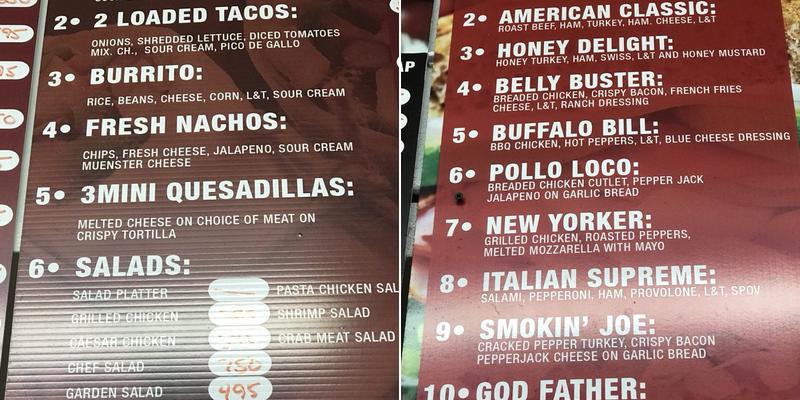 2• 2 LOADED TACOS:
ONIONS, SHREDDED LETTUCE, DICED TOMATOES
MIX. CH., SOUR CREAM, PICO DE GALLO
3• BURRITO:
RICE, BEANS, CHEESE, CORN, L&T, SOUR CREAM
4• FRESH NACHOS:
CHIPS, FRESH CHEESE, JALAPENO, SOUR CREAM
MUENSTER CHEESE
5• 3MINI QUESADILLAS:
MELTED CHEESE ON CHOICE OF MEAT ON
CRISPY TORTILLA
6• SALADS:
SALAD PLATTER PASTA CHICKEN SAL
GRILLED CHICKEN SHRIMP SALAD
CAESAR CHICKEN CRAB MEAT SALAD
CHEF SALAD 750
GARDEN SALAD 495
2• AMERICAN CLASSIC:
ROAST BEEF, HAM, TURKEY, HAM. CHEESE, L&T
3• HONEY DELIGHT:
HONEY TURKEY, HAM, SWISS, L&T AND HONEY MUSTARD
4• BELLY BUSTER:
BREADED CHICKEN, CRISPY BACON, FRENCH FRIES
CHEESE, L&T, RANCH DRESSING
5• BUFFALO BILL:
BBQ CHICKEN, HOT PEPPERS, L&T, BLUE CHEESE DRESSING
6• POLLO LOCO:
BREADED CHICKEN CUTLET, PEPPER JACK
JALAPENO ON GARLIC BREAD
7• NEW YORKER:
GRILLED CHICKEN, ROASTED PEPPERS,
MELTED MOZZARELLA WITH MAYO
8• ITALIAN SUPREME:
SALAMI, PEPPERONI, HAM, PROVOLONE, L&T, SPOV
9• SMOKIN' JOE:
CRACKED PEPPER TURKEY, CRISPY BACON
PEPPERJACK CHEESE ON GARLIC BREAD
10• GOD FATHER: